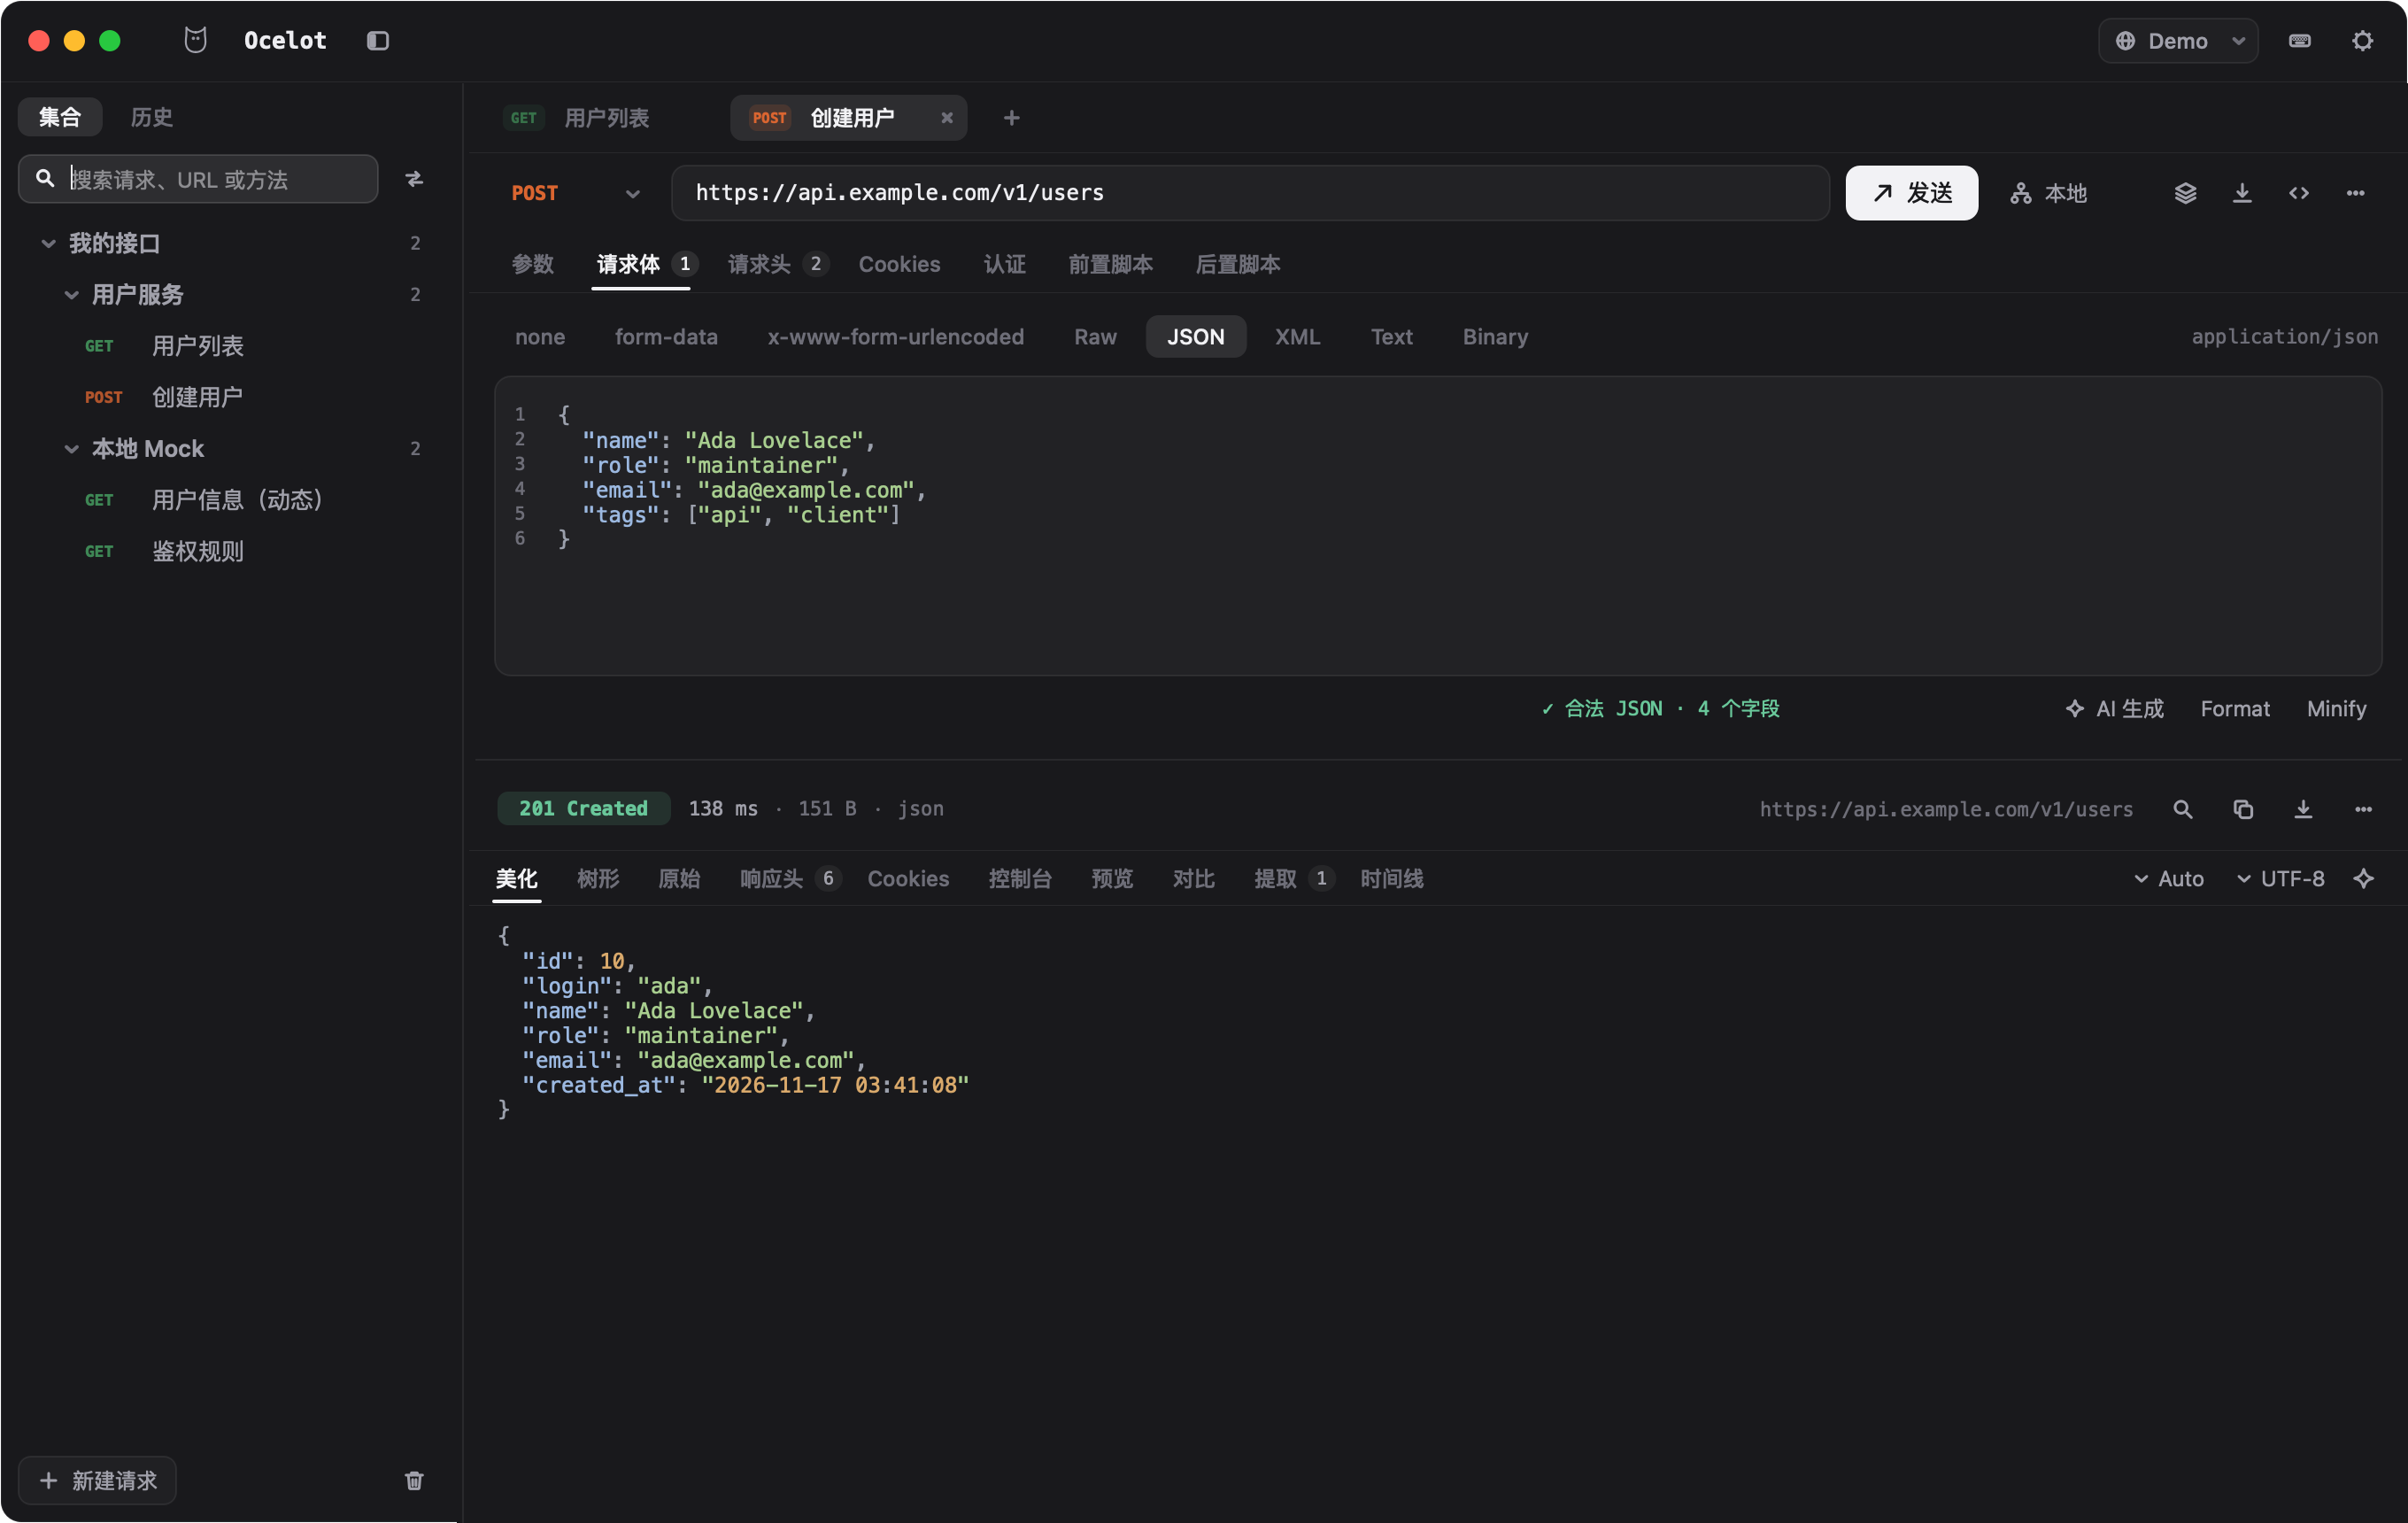 Ocelot
Demo
集合 历史
搜索请求、URL 或方法
我的接口 2
用户服务 2
GET 用户列表
POST 创建用户
本地 Mock 2
GET 用户信息（动态）
GET 鉴权规则
新建请求
GET 用户列表 POST 创建用户
POST https://api.example.com/v1/users 发送 本地
参数 请求体 1 请求头 2 Cookies 认证 前置脚本 后置脚本
none form-data x-www-form-urlencoded Raw JSON XML Text Binary application/json
1 {
2 "name": "Ada Lovelace",
3 "role": "maintainer",
4 "email": "ada@example.com",
5 "tags": ["api", "client"]
6 }
✓ 合法 JSON · 4 个字段 AI 生成 Format Minify
201 Created 138 ms · 151 B · json https://api.example.com/v1/users
美化 树形 原始 响应头 6 Cookies 控制台 预览 对比 提取 1 时间线 Auto UTF-8
{
"id": 10,
"login": "ada",
"name": "Ada Lovelace",
"role": "maintainer",
"email": "ada@example.com",
"created_at": "2026-11-17 03:41:08"
}